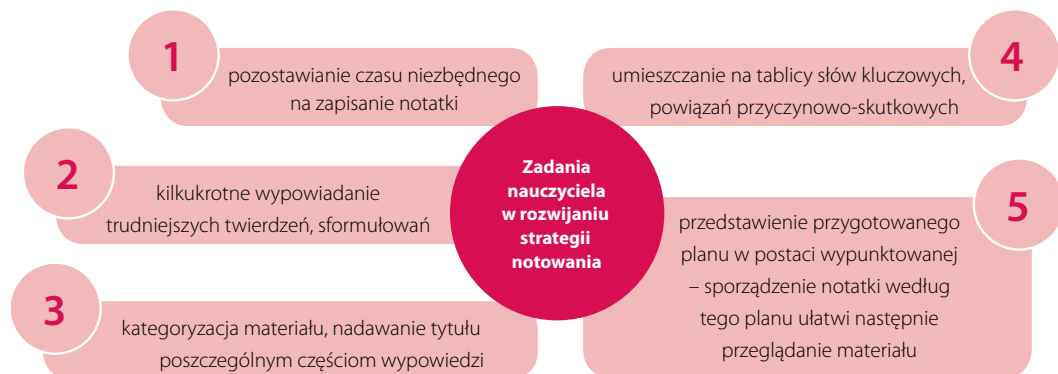 1
pozostawianie czasu niezbędnego
na zapisanie notatki
2
kilkukrotne wypowiadanie
trudniejszych twierdzeń, sformułowań
3
kategoryzacja materiału, nadawanie tytułu
poszczególnym częściom wypowiedzi
Zadania
nauczyciela
w rozwijaniu
strategii
notowania
4
umieszczanie na tablicy słów kluczowych,
powiązań przyczynowo-skutkowych
5
przedstawienie przygotowanego
planu w postaci wypunktowanej
– sporządzenie notatki według
tego planu ułatwi następnie
przeglądanie materiału